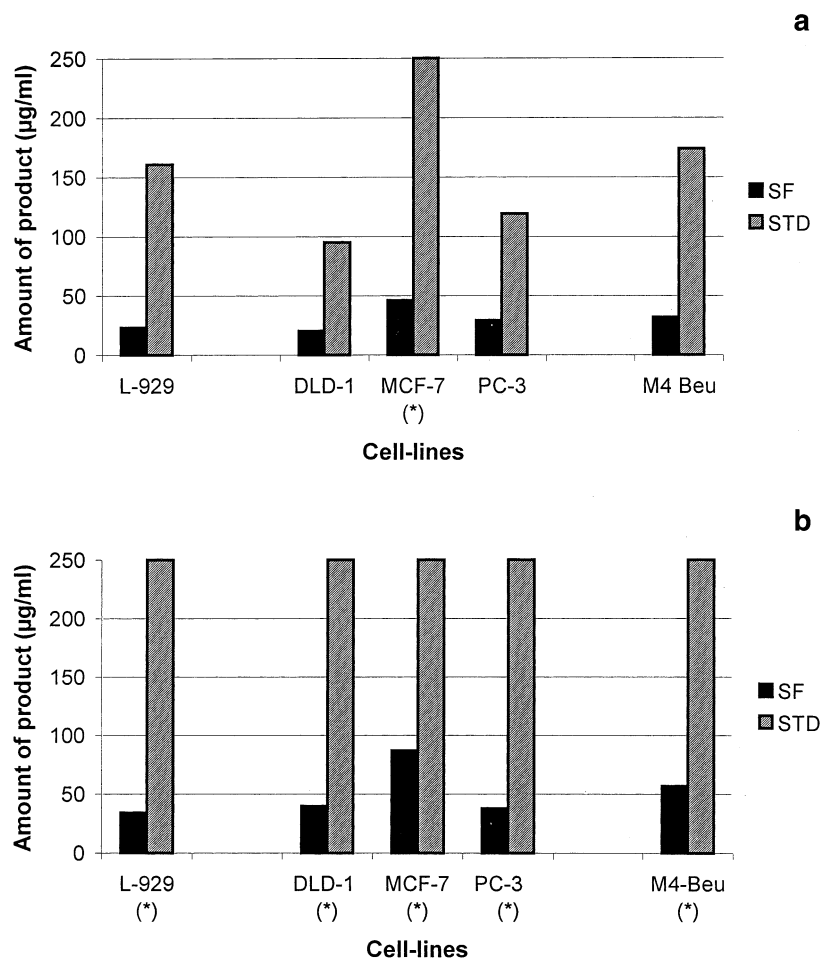 a
Amount of product (µg/ml)
250
200
150
100
50
0
SF
STD
L-929 DLD-1 MCF-7 PC-3 M4 Beu
(*)
Cell-lines
b
Amount of product (µg/ml)
250
200
150
100
50
0
SF
STD
L-929 DLD-1 MCF-7 PC-3 M4-Beu
(*) (*) (*) (*) (*)
Cell-lines